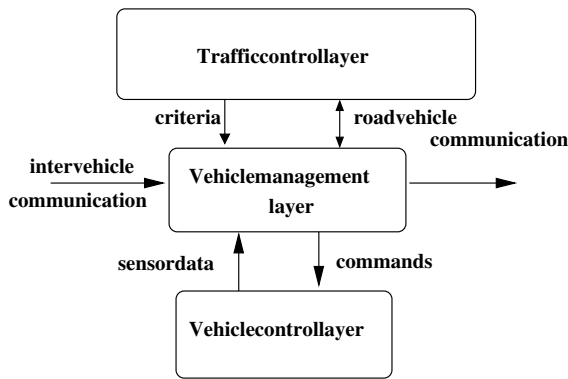 Trafficcontrollayer
criteria
roadvehicle
communication
intervehicle
communication
Vehiclemanagement
layer
sensordata
commands
Vehiclecontrollayer